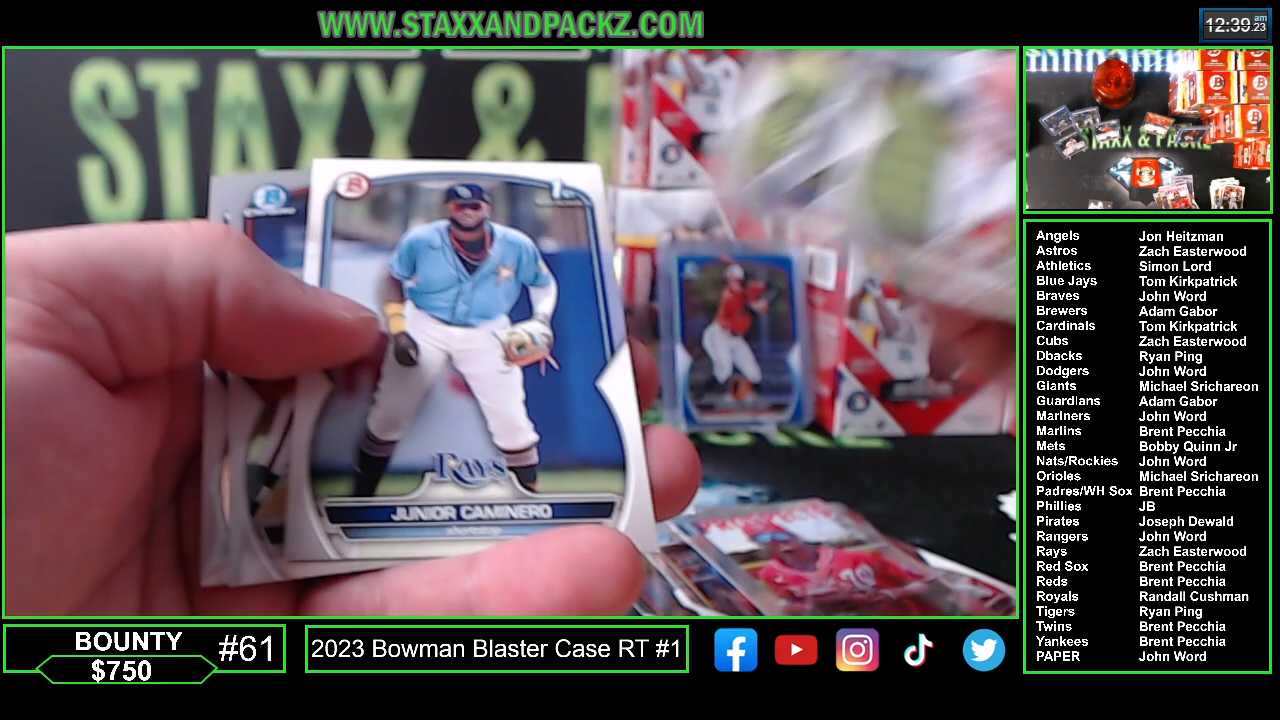 WWW.STAXXANDPACKZ.COM
12:39 am
.23
STAXX &
STAXX & PACKZ
B
1st
RAYS
JUNIOR CAMINERO
Angels Jon Heitzman
Astros Zach Easterwood
Athletics Simon Lord
Blue Jays Tom Kirkpatrick
Braves John Word
Brewers Adam Gabor
Cardinals Tom Kirkpatrick
Cubs Zach Easterwood
Dbacks Ryan Ping
Dodgers John Word
Giants Michael Srichareon
Guardians Adam Gabor
Mariners John Word
Marlins Brent Pecchia
Mets Bobby Quinn Jr
Nats/Rockies John Word
Orioles Michael Srichareon
Padres/WH Sox Brent Pecchia
Phillies JB
Pirates Joseph Dewald
Rangers John Word
Rays Zach Easterwood
Red Sox Brent Pecchia
Reds Brent Pecchia
Royals Randall Cushman
Tigers Ryan Ping
Twins Brent Pecchia
Yankees Brent Pecchia
PAPER John Word
BOUNTY
$750
#61
2023 Bowman Blaster Case RT #1